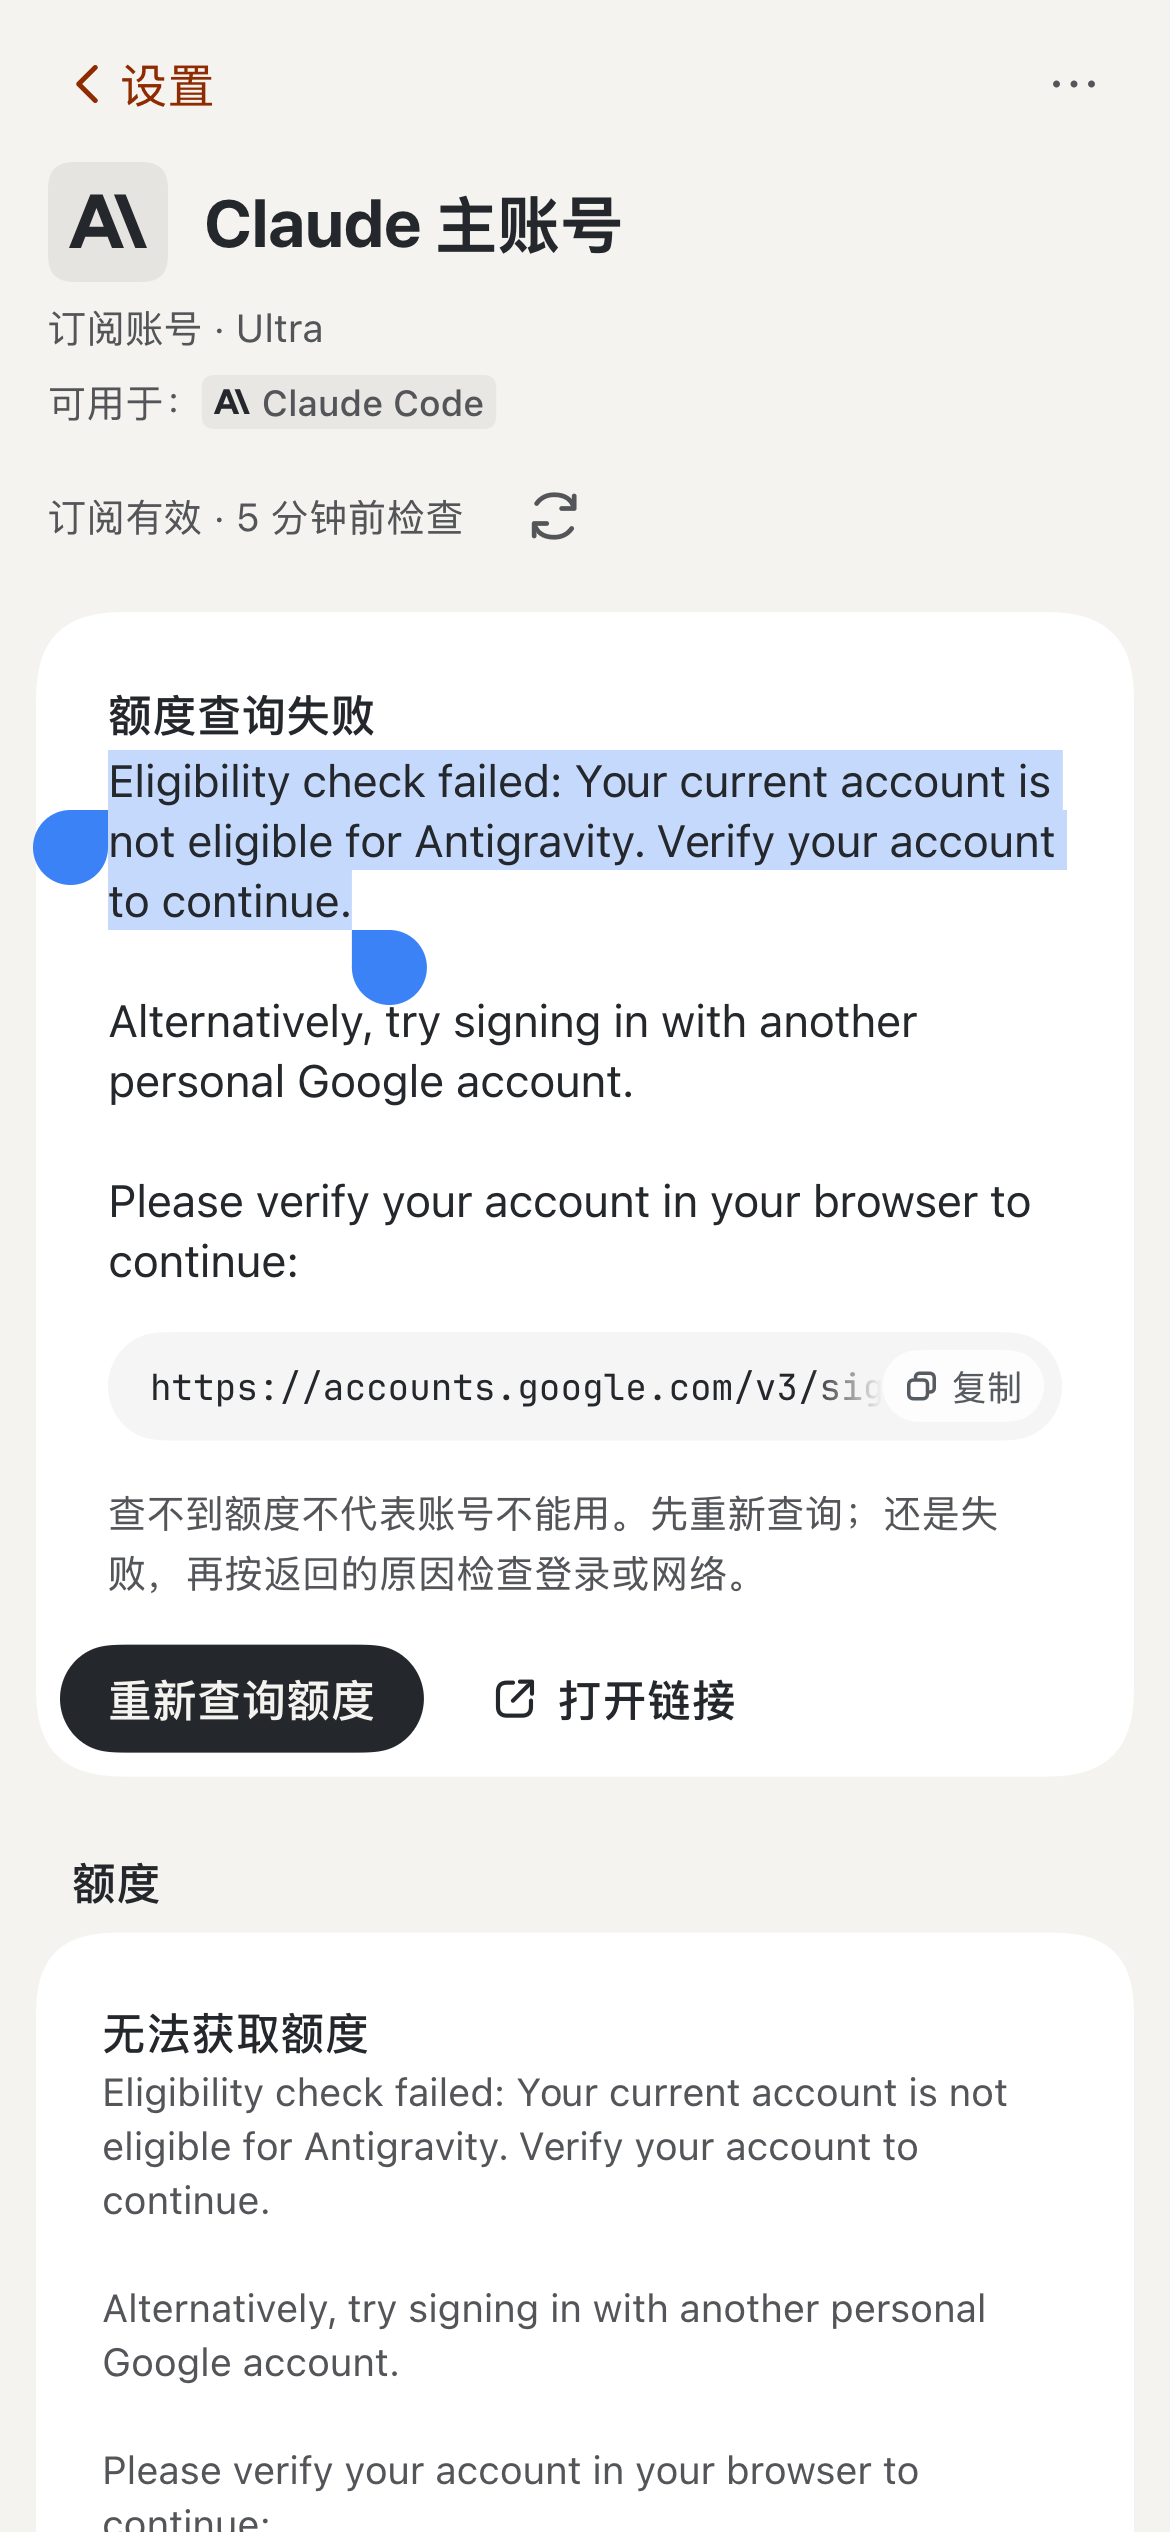 设置
Claude 主账号
订阅账号 · Ultra
可用于：
Claude Code
订阅有效 · 5 分钟前检查
额度查询失败
Eligibility check failed: Your current account is
not eligible for Antigravity. Verify your account
to continue.
Alternatively, try signing in with another
personal Google account.
Please verify your account in your browser to
continue:
https://accounts.google.com/v3/sig
复制
查不到额度不代表账号不能用。先重新查询；还是失
败，再按返回的原因检查登录或网络。
重新查询额度
打开链接
额度
无法获取额度
Eligibility check failed: Your current account is not
eligible for Antigravity. Verify your account to
continue.
Alternatively, try signing in with another personal
Google account.
Please verify your account in your browser to
continue: